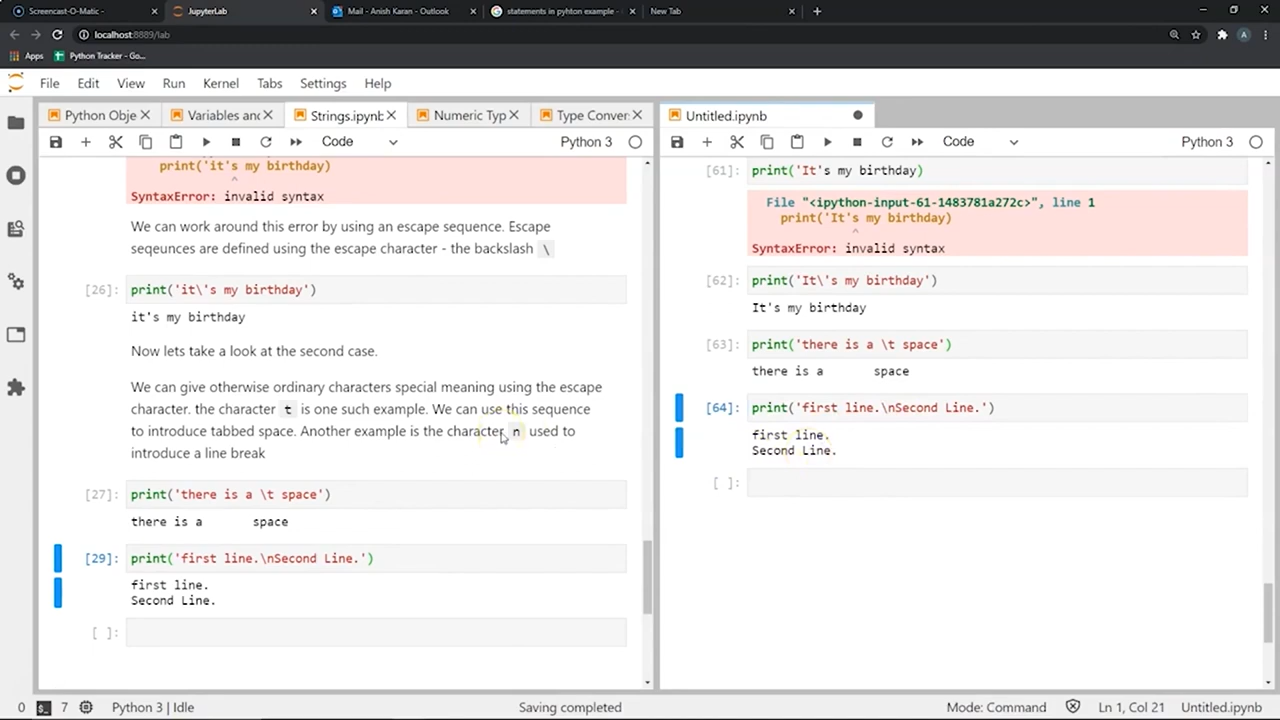 Screencast-O-Matic -
JupyterLab
Mail - Anish Karan - Outlook
statements in pyhton example -
New Tab
localhost:8889/lab
Apps
Python Tracker - Go...
File Edit View Run Kernel Tabs Settings Help
Python Obje
Variables and
Strings.ipynb
Numeric Typ
Type Conver
Code
Python 3
print('it's my birthday)
^
SyntaxError: invalid syntax
We can work around this error by using an escape sequence. Escape
seqeunces are defined using the escape character - the backslash \
[26]: print('it\'s my birthday')
it's my birthday
Now lets take a look at the second case.
We can give otherwise ordinary characters special meaning using the escape
character. the character t is one such example. We can use this sequence
to introduce tabbed space. Another example is the character n used to
introduce a line break
[27]: print('there is a \t space')
there is a space
[29]: print('first line.\nSecond Line.')
first line.
Second Line.
[ ]:
Untitled.ipynb
Code
Python 3
[61]: print('It's my birthday)
File "<ipython-input-61-1483781a272c>", line 1
print('It's my birthday)
^
SyntaxError: invalid syntax
[62]: print('It\'s my birthday')
It's my birthday
[63]: print('there is a \t space')
there is a space
[64]: print('first line.\nSecond Line.')
first line.
Second Line.
[ ]:
0
7
Python 3 | Idle
Saving completed
Mode: Command
Ln 1, Col 21
Untitled.ipynb